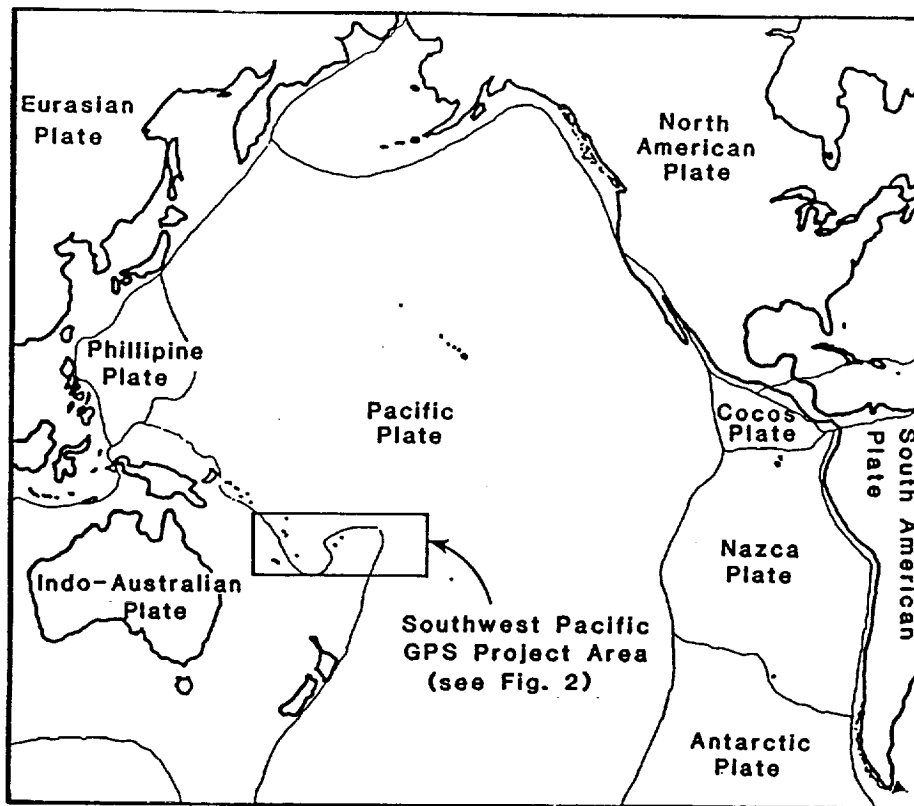 Eurasian
Plate
North
American
Plate
Phillipine
Plate
Pacific
Plate
Cocos
Plate
South American
Plate
Nazca
Plate
Indo-Australian
Plate
Southwest Pacific
GPS Project Area
(see Fig. 2)
Antarctic
Plate